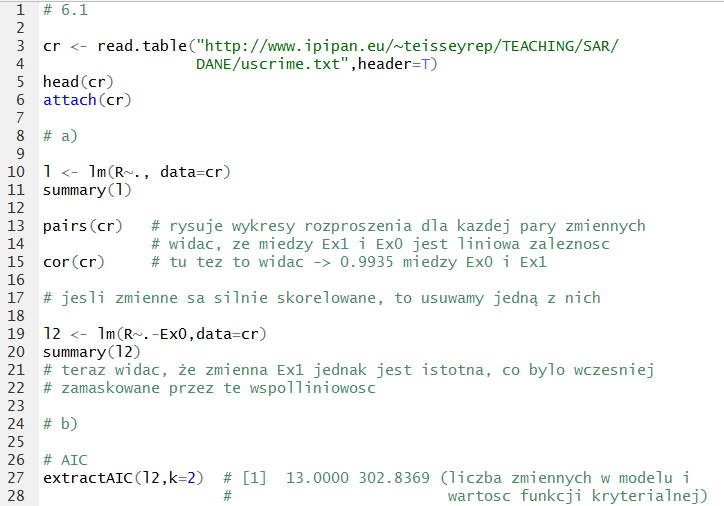 1 # 6.1
2
3 cr <- read.table("http://www.ipipan.eu/~teisseyrep/TEACHING/SAR/
4 DANE/uscrime.txt",header=T)
5 head(cr)
6 attach(cr)
7
8 # a)
9
10 l <- lm(R~., data=cr)
11 summary(l)
12
13 pairs(cr) # rysuje wykresy rozproszenia dla kazdej pary zmiennych
14 # widac, ze miedzy Ex1 i Ex0 jest liniowa zaleznosc
15 cor(cr) # tu tez to widac -> 0.9935 miedzy Ex0 i Ex1
16
17 # jesli zmienne sa silnie skorelowane, to usuwamy jedną z nich
18
19 l2 <- lm(R~.-Ex0,data=cr)
20 summary(l2)
21 # teraz widac, że zmienna Ex1 jednak jest istotna, co bylo wczesniej
22 # zamaskowane przez te wspolliniowosc
23
24 # b)
25
26 # AIC
27 extractAIC(l2,k=2) # [1] 13.0000 302.8369 (liczba zmiennych w modelu i
28 # wartosc funkcji kryterialnej)